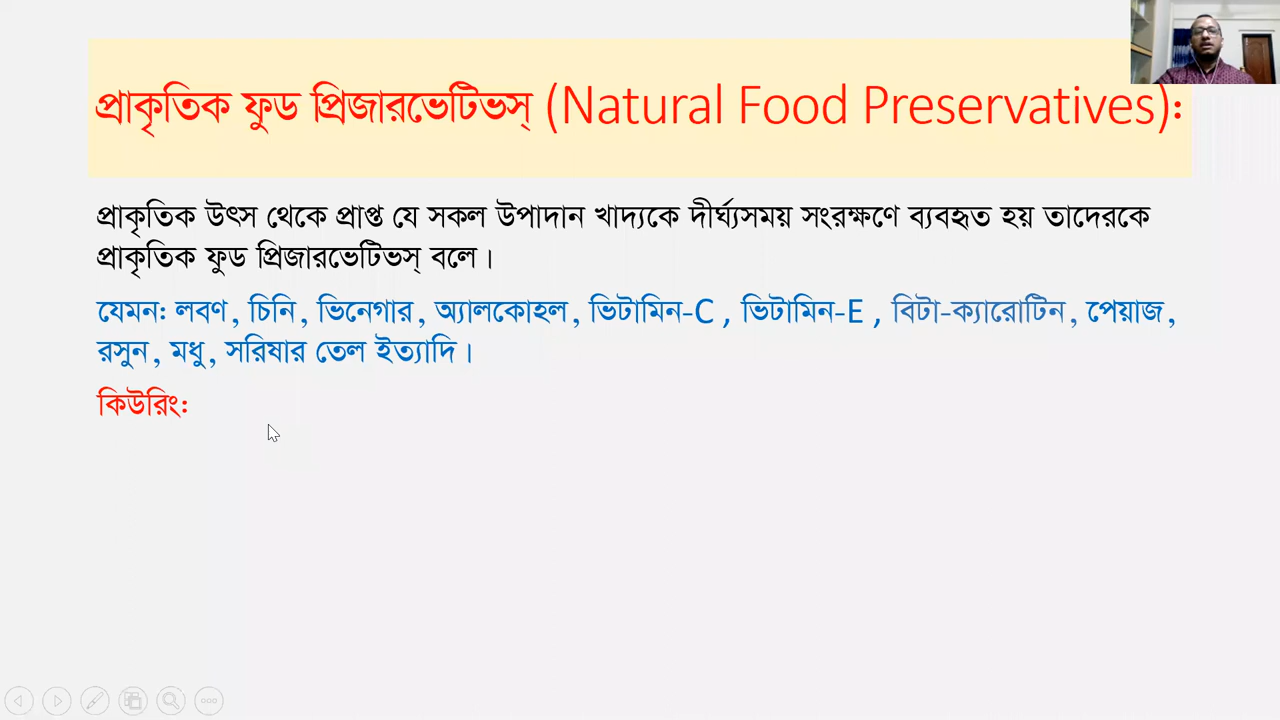 প্রাকৃতিক ফুড প্রিজারভেটিভস্ (Natural Food Preservatives):
প্রাকৃতিক উৎস থেকে প্রাপ্ত যে সকল উপাদান খাদ্যকে দীর্ঘ্যসময় সংরক্ষণে ব্যবহৃত হয় তাদেরকে
প্রাকৃতিক ফুড প্রিজারভেটিভস্ বলে।
যেমন: লবণ, চিনি, ভিনেগার, অ্যালকোহল, ভিটামিন-C , ভিটামিন-E , বিটা-ক্যারোটিন, পেয়াজ,
রসুন, মধু, সরিষার তেল ইত্যাদি।
কিউরিং: